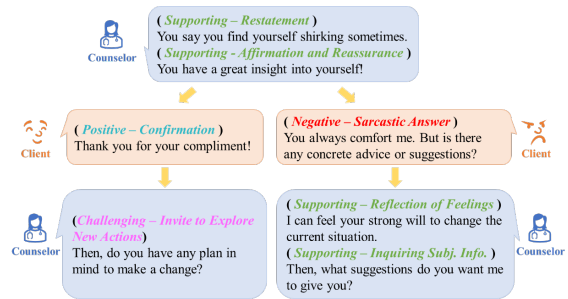 ( Supporting – Restatement )
You say you find yourself shirking sometimes.
( Supporting - Affirmation and Reassurance )
You have a great insight into yourself!
Counselor
( Positive – Confirmation )
Thank you for your compliment!
Client
( Negative – Sarcastic Answer )
You always comfort me. But is there
any concrete advice or suggestions?
Client
(Challenging – Invite to Explore
New Actions)
Then, do you have any plan in
mind to make a change?
Counselor
( Supporting – Reflection of Feelings )
I can feel your strong will to change the
current situation.
( Supporting – Inquiring Subj. Info. )
Then, what suggestions do you want me
to give you?
Counselor